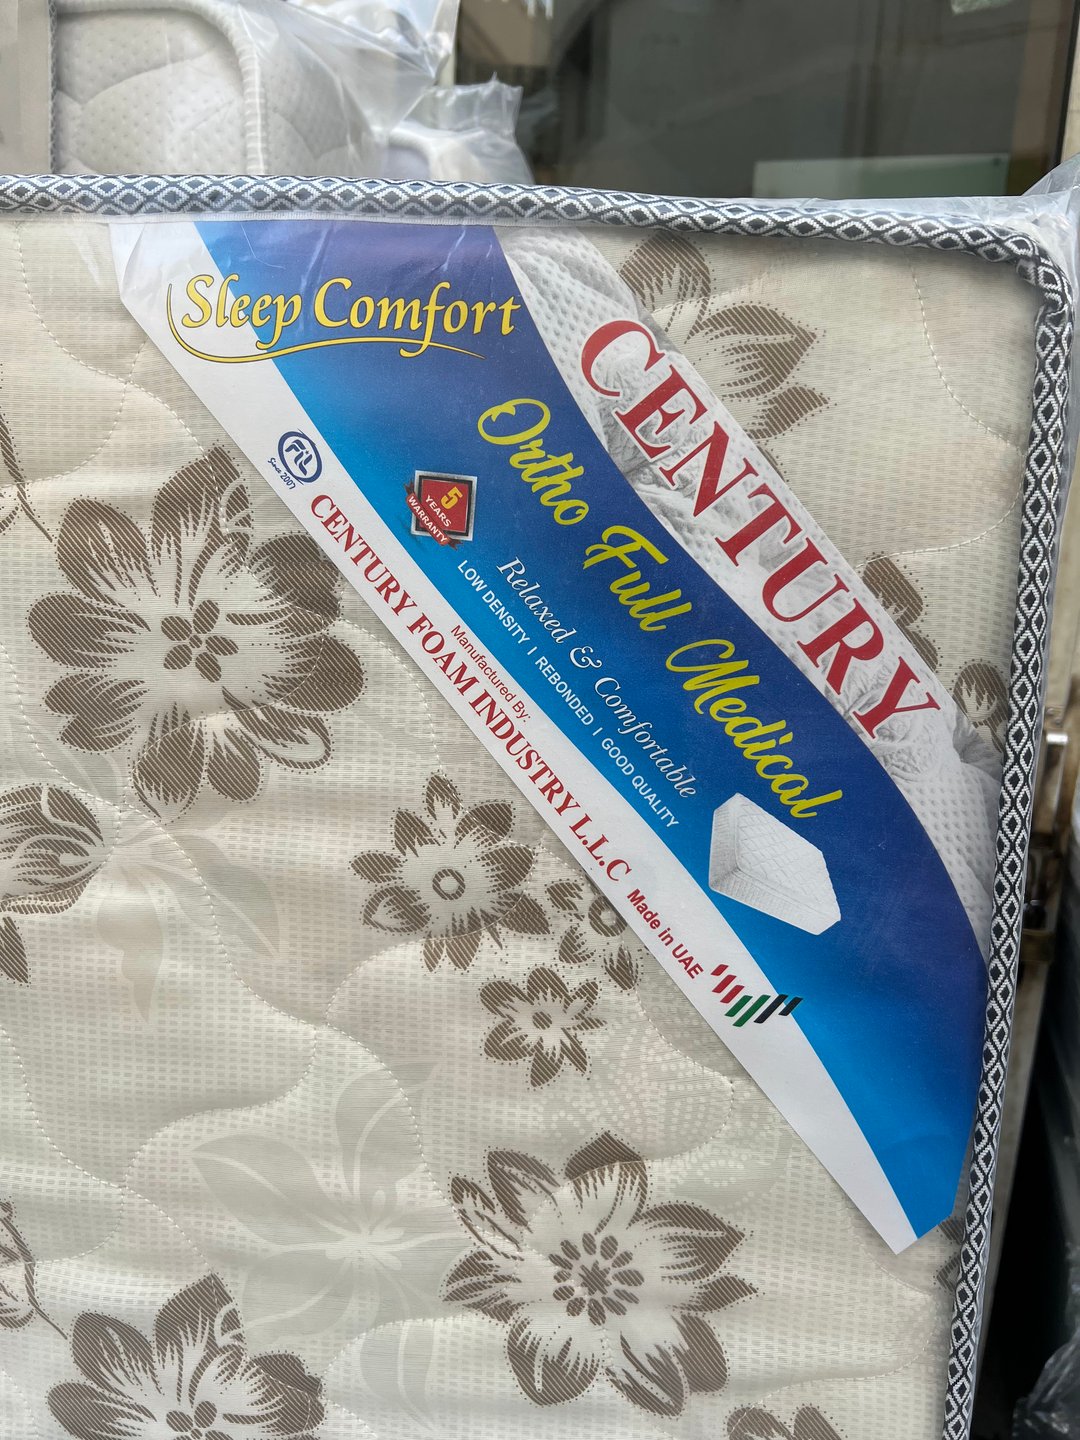 Sleep Comfort
CENTURY
Ortho Full Medical
5
YEARS
WARRANTY
Relaxed & Comfortable
LOW DENSITY | REBONDED | GOOD QUALITY
FiL
Since 2007
Manufactured By:
CENTURY FOAM INDUSTRY L.L.C
Made in UAE